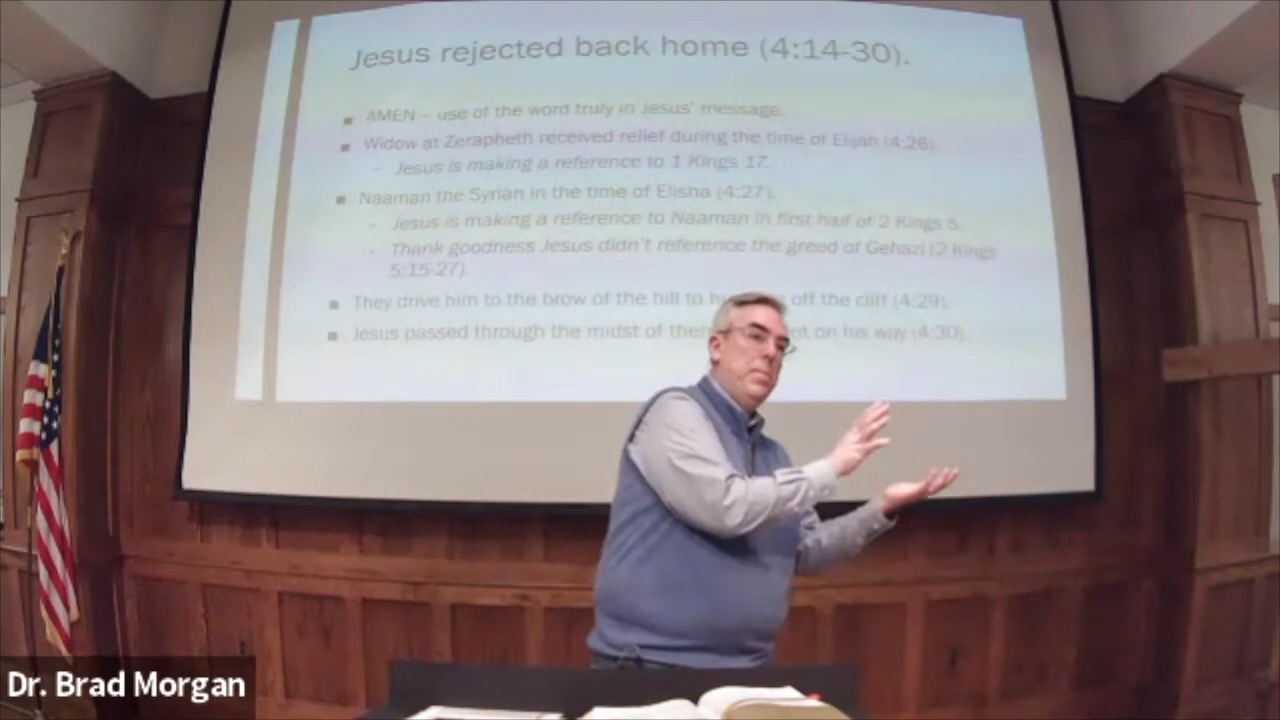 Jesus rejected back home (4:14-30).
AMEN – use of the word truly in Jesus' message.
Widow at Zerapheth received relief during the time of Elijah (4:26).
– Jesus is making a reference to 1 Kings 17.
Naaman the Syrian in the time of Elisha (4:27).
- Jesus is making a reference to Naaman in first half of 2 Kings 5.
- Thank goodness Jesus didn't reference the greed of Gehazi (2 Kings
5:15-27).
They drive him to the brow of the hill to off the cliff (4:29).
Jesus passed through the midst of on his way (4:30).
Dr. Brad Morgan